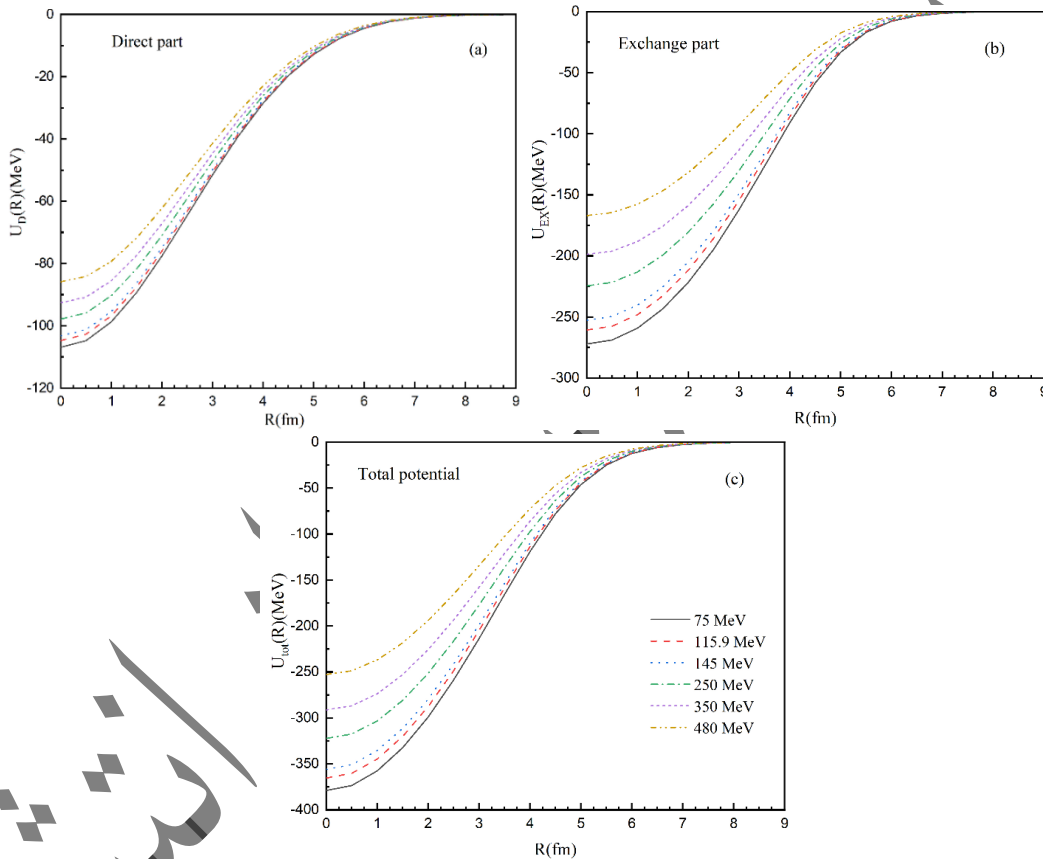 Direct part
(a)
0
-20
-40
-60
-80
-100
-120
U_D(R)(MeV)
0 1 2 3 4 5 6 7 8 9
R(fm)
Exchange part
(b)
0
-50
-100
-150
-200
-250
-300
U_EX(R)(MeV)
0 1 2 3 4 5 6 7 8 9
R(fm)
Total potential
(c)
0
-50
-100
-150
-200
-250
-300
-350
-400
U_tot(R)(MeV)
75 MeV
115.9 MeV
145 MeV
250 MeV
350 MeV
480 MeV
0 1 2 3 4 5 6 7 8 9
R(fm)